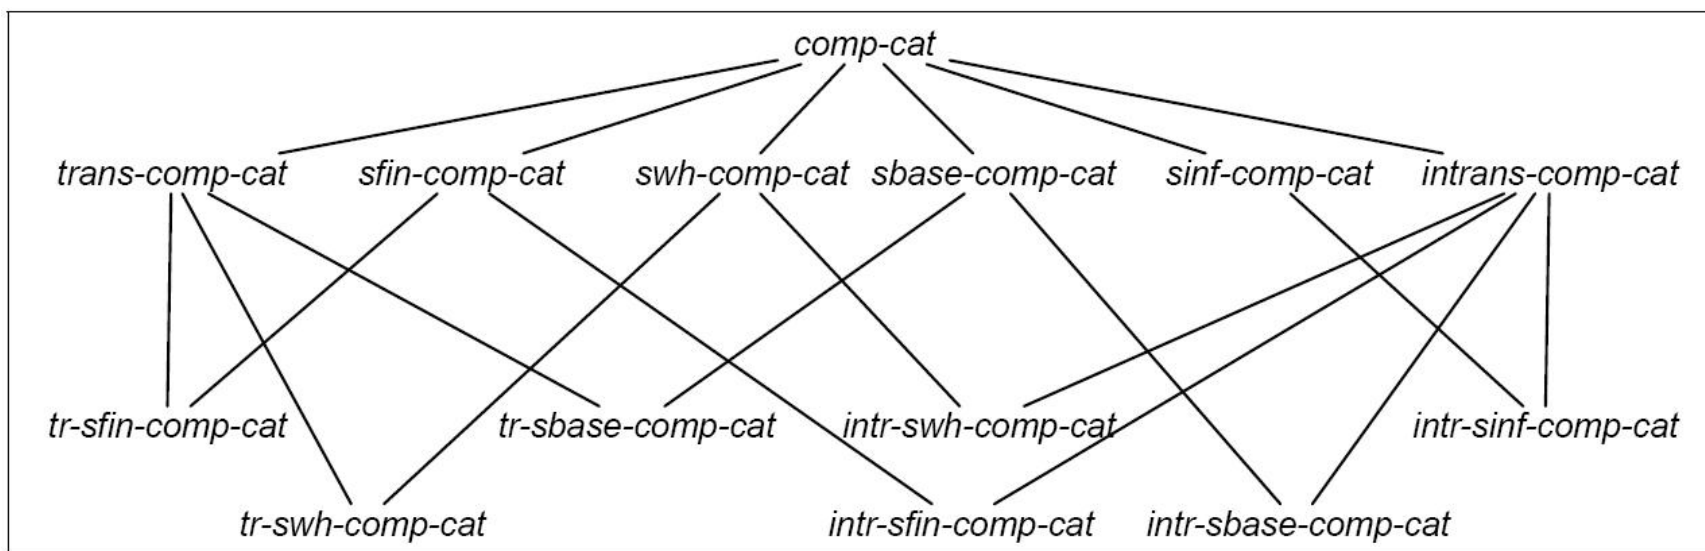 comp-cat
trans-comp-cat sfin-comp-cat swh-comp-cat sbase-comp-cat sinf-comp-cat intrans-comp-cat
tr-sfin-comp-cat tr-sbase-comp-cat intr-swh-comp-cat intr-sinf-comp-cat
tr-swh-comp-cat intr-sfin-comp-cat intr-sbase-comp-cat